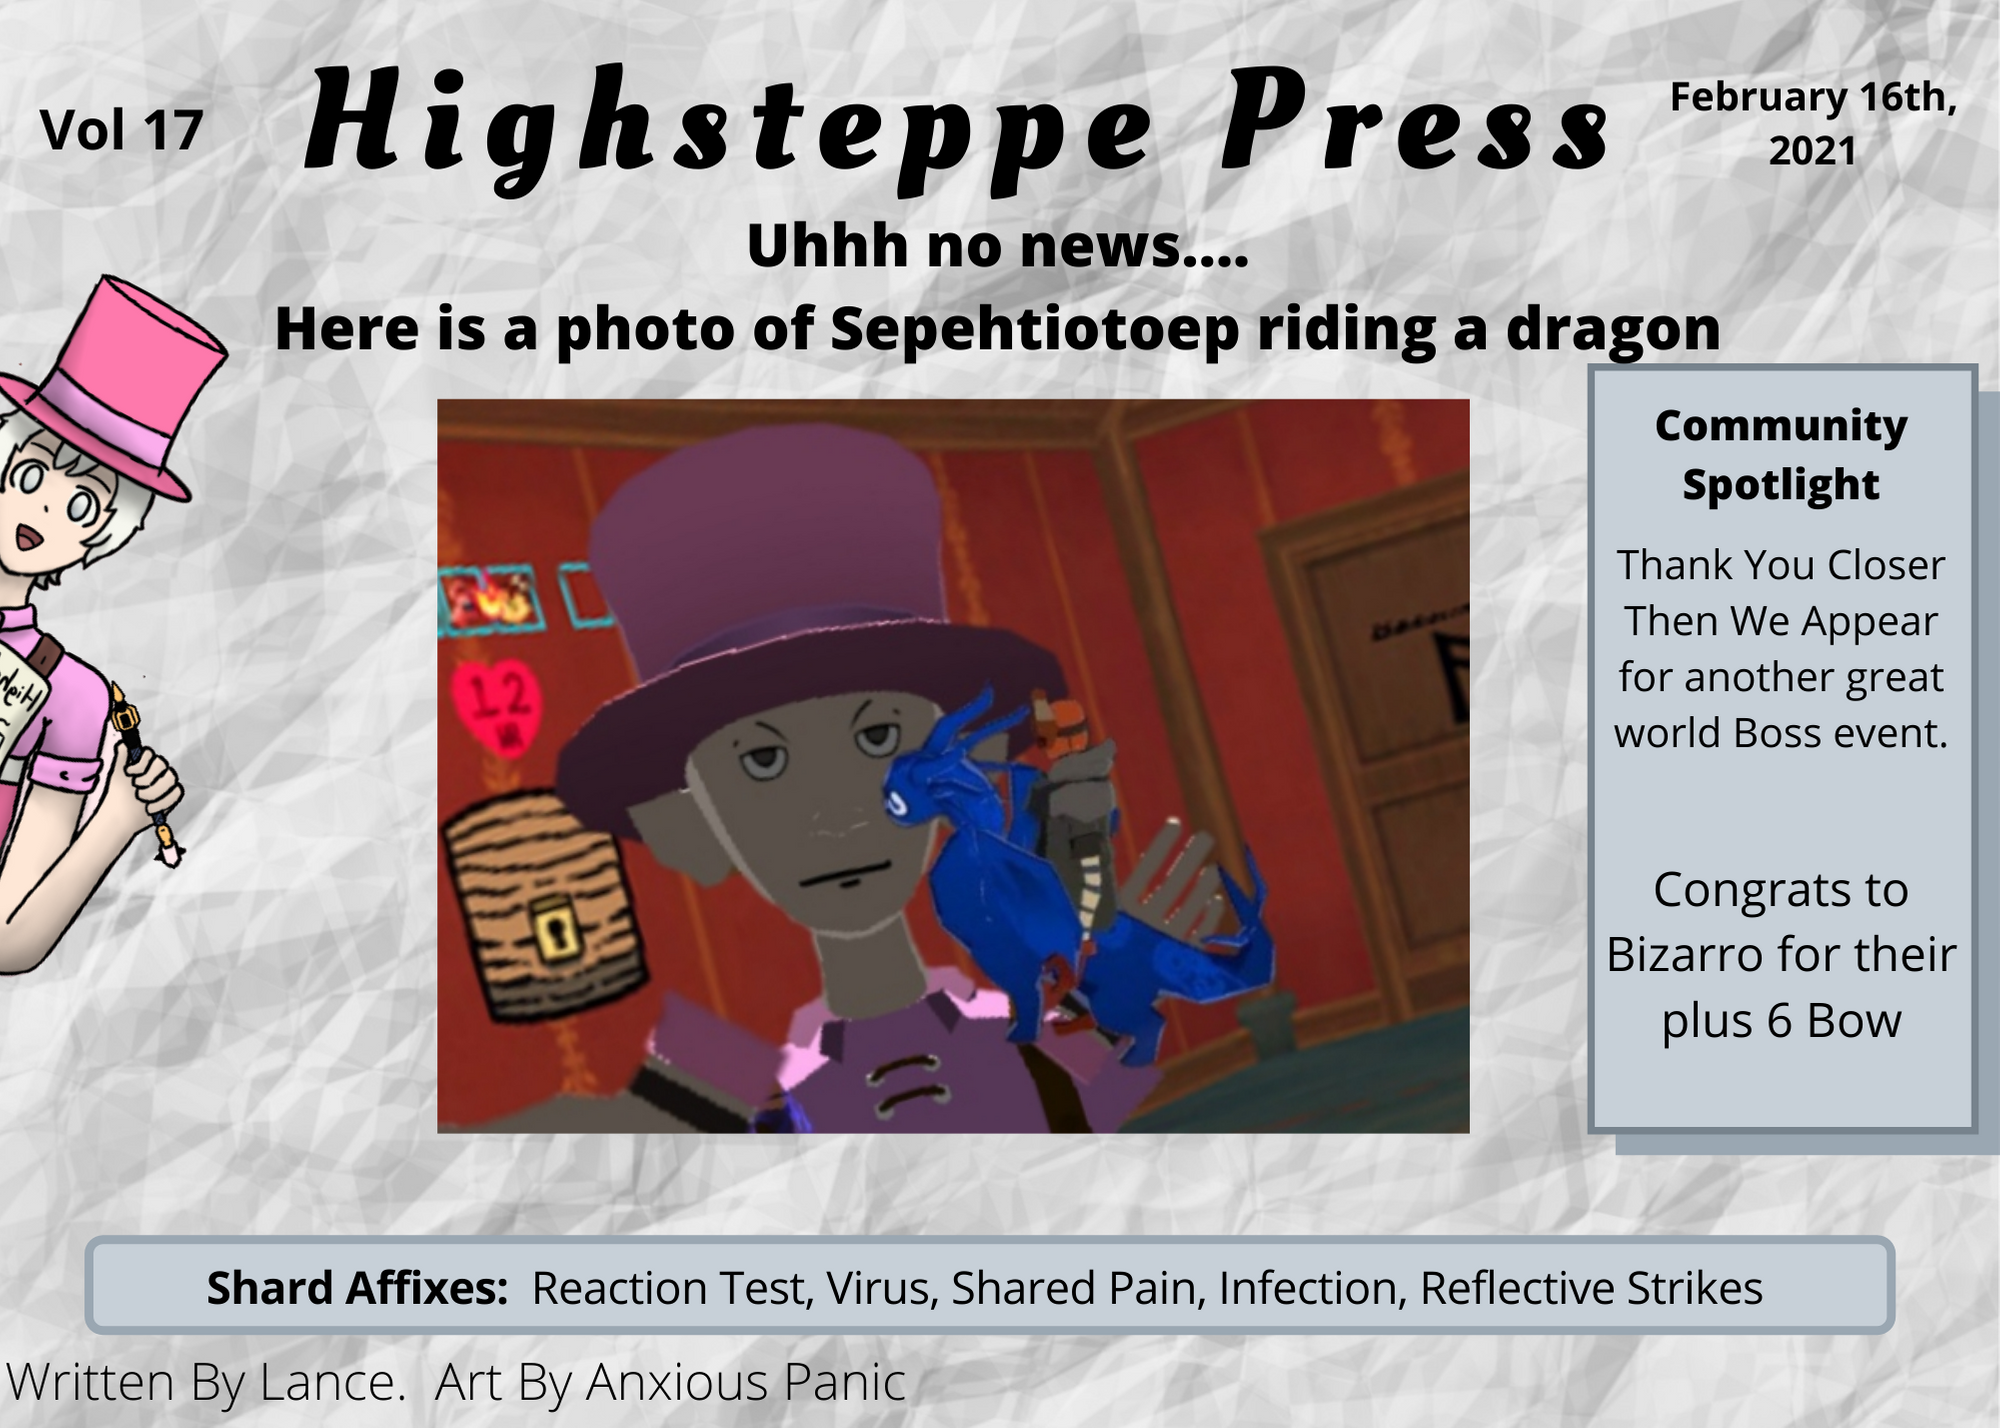 Vol 17
Highsteppe Press
February 16th,
2021
Uhhh no news....
Here is a photo of Sepehtiotoep riding a dragon
Community
Spotlight
Thank You Closer
Then We Appear
for another great
world Boss event.
Congrats to
Bizarro for their
plus 6 Bow
12
Shard Affixes: Reaction Test, Virus, Shared Pain, Infection, Reflective Strikes
Written By Lance. Art By Anxious Panic